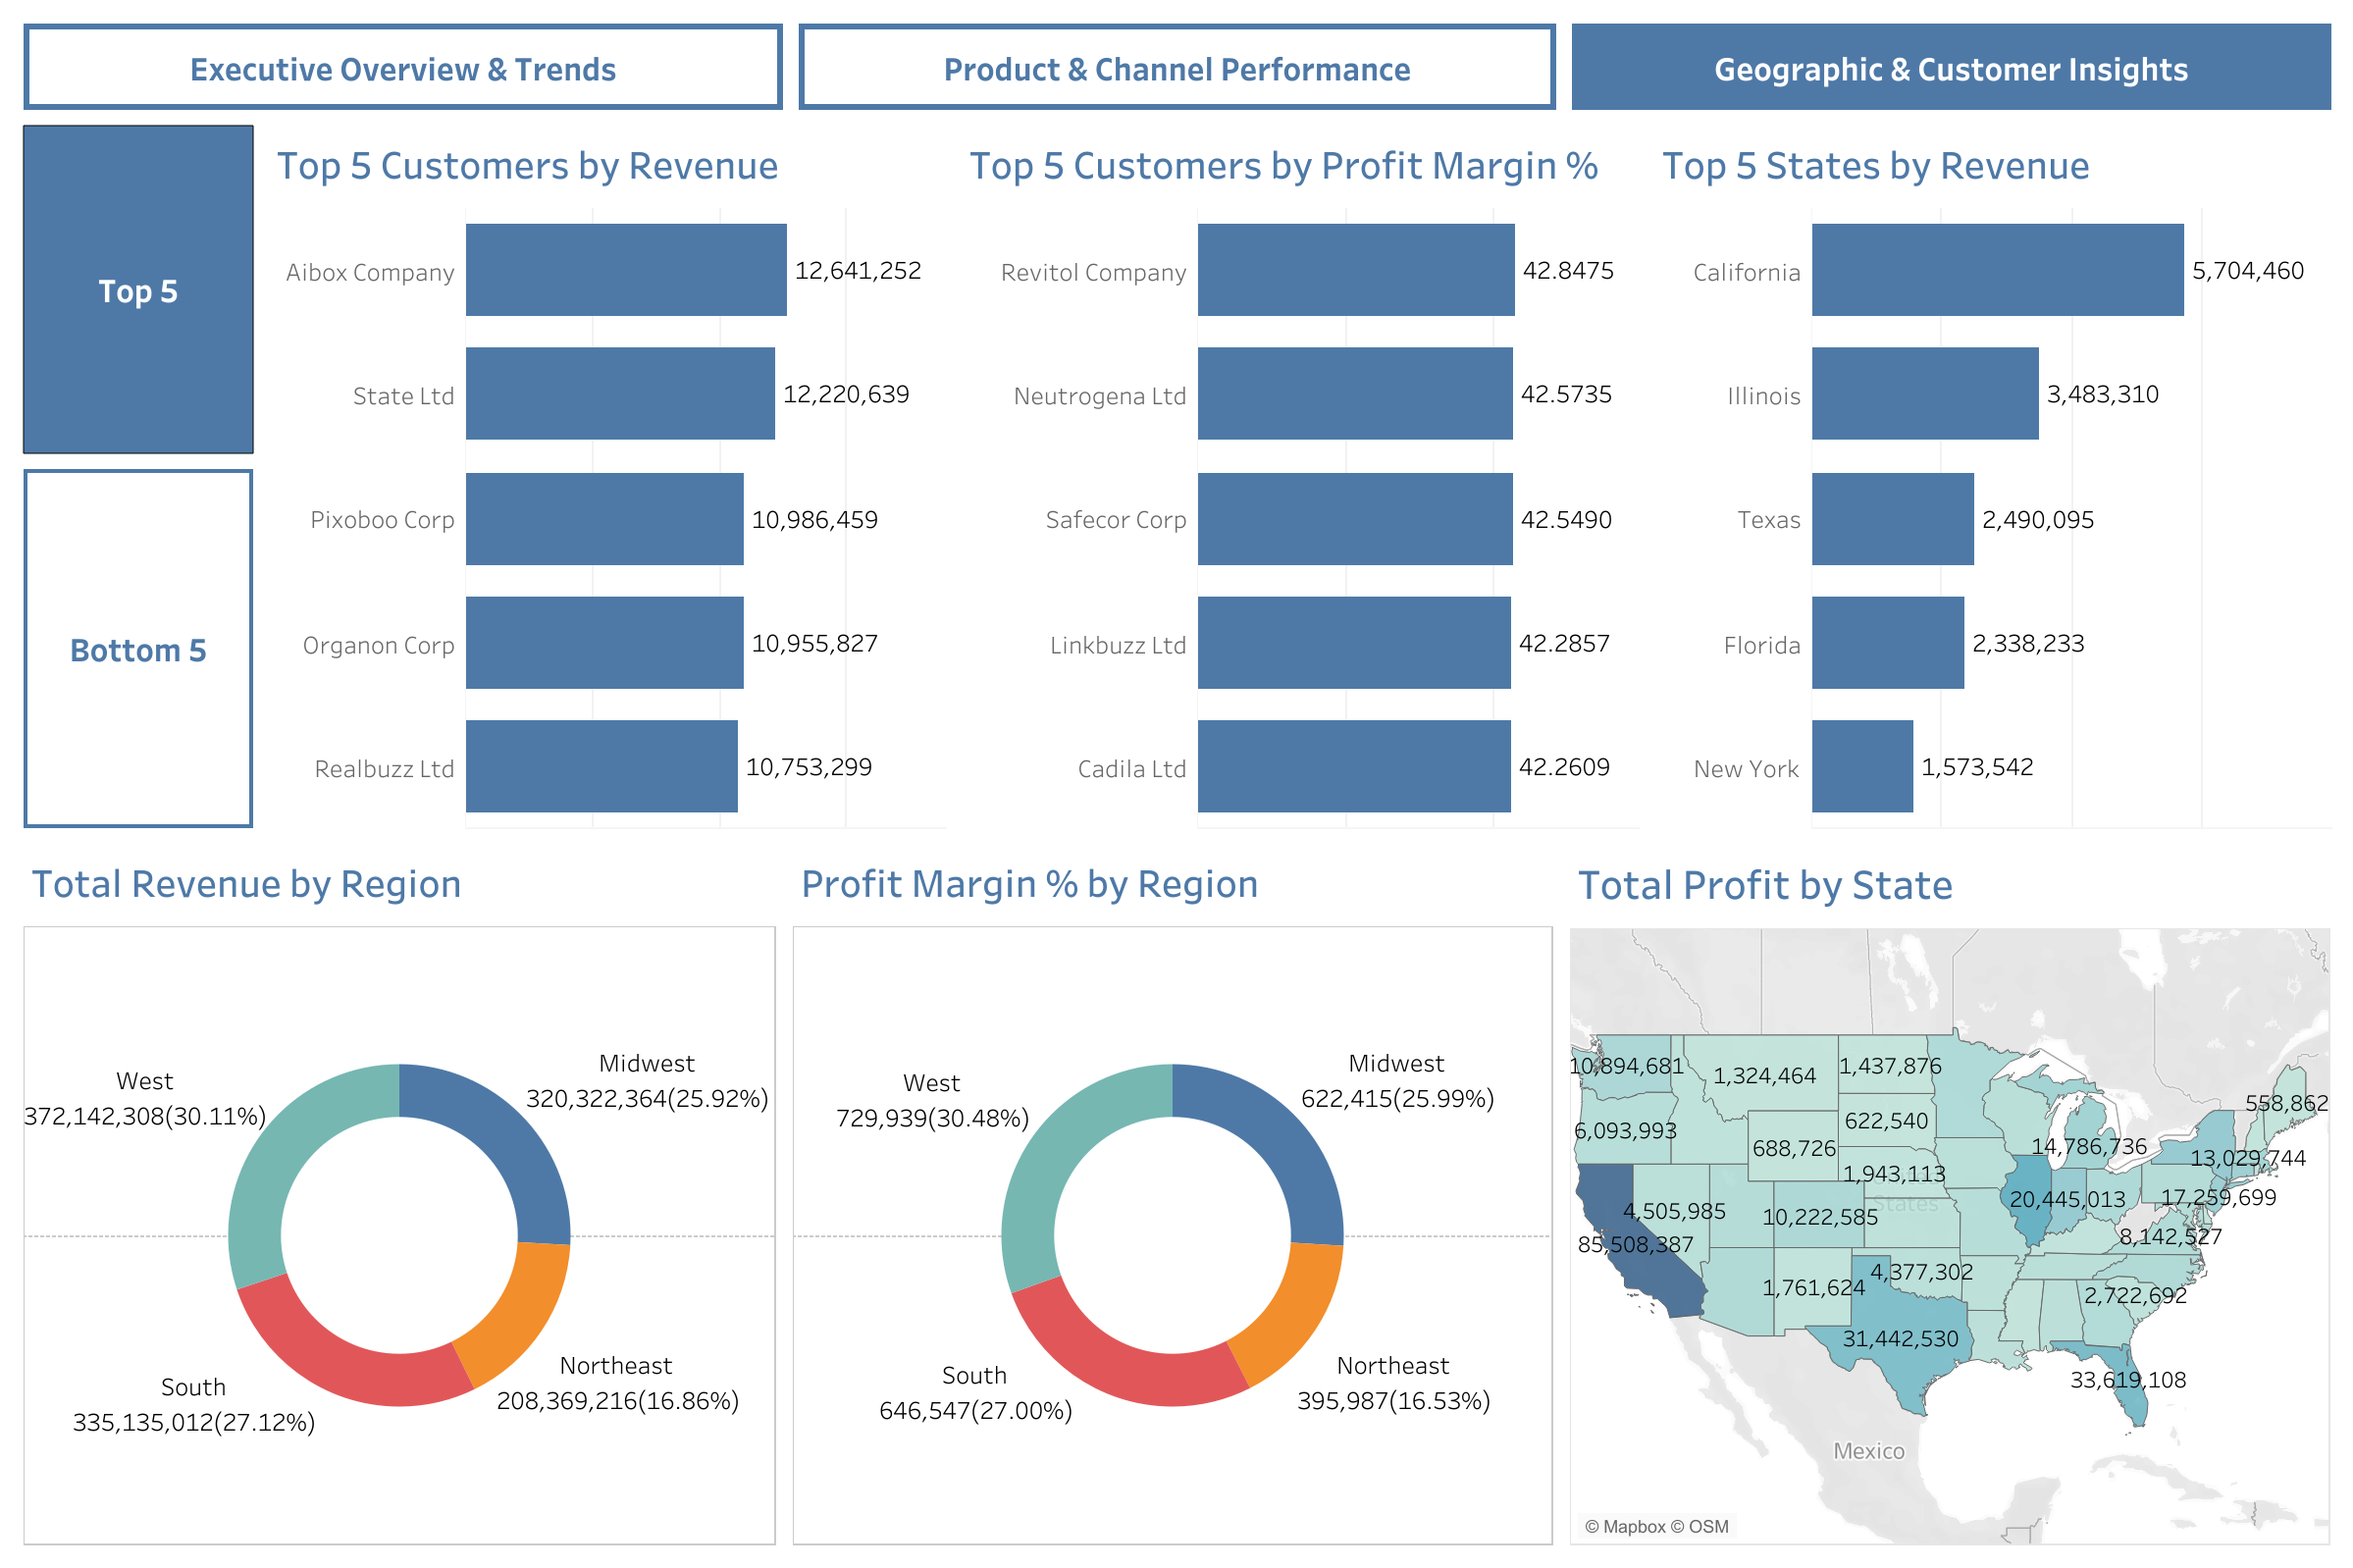 Executive Overview & Trends
Product & Channel Performance
Geographic & Customer Insights
Top 5
Bottom 5
Top 5 Customers by Revenue
Aibox Company
12,641,252
State Ltd
12,220,639
Pixoboo Corp
10,986,459
Organon Corp
10,955,827
Realbuzz Ltd
10,753,299
Top 5 Customers by Profit Margin %
Revitol Company
42.8475
Neutrogena Ltd
42.5735
Safecor Corp
42.5490
Linkbuzz Ltd
42.2857
Cadila Ltd
42.2609
Top 5 States by Revenue
California
5,704,460
Illinois
3,483,310
Texas
2,490,095
Florida
2,338,233
New York
1,573,542
Total Revenue by Region
West
372,142,308(30.11%)
Midwest
320,322,364(25.92%)
South
335,135,012(27.12%)
Northeast
208,369,216(16.86%)
Profit Margin % by Region
West
729,939(30.48%)
Midwest
622,415(25.99%)
South
646,547(27.00%)
Northeast
395,987(16.53%)
Total Profit by State
10,894,681
1,324,464
1,437,876
558,862
6,093,993
622,540
688,726
14,786,736
13,029,744
1,943,113
States
4,505,985
10,222,585
20,445,013
17,259,699
85,508,387
8,142,527
1,761,624
4,377,302
2,722,692
31,442,530
33,619,108
Mexico
© Mapbox © OSM